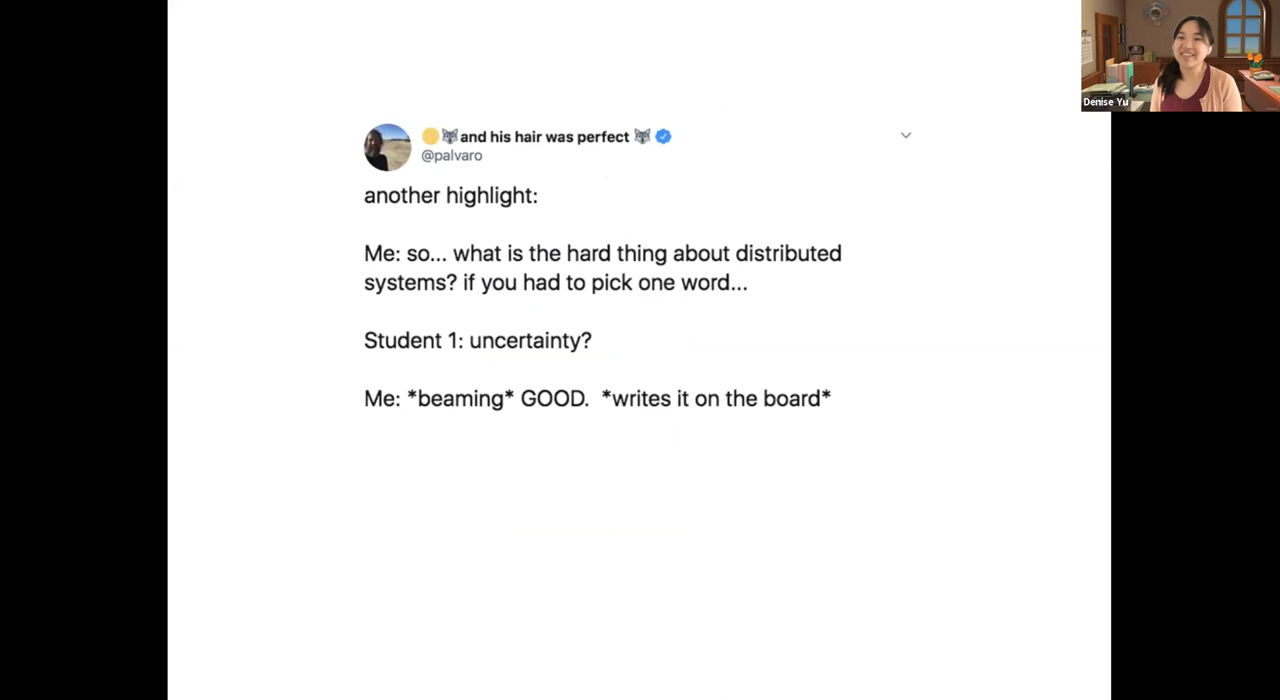 Denise Yu
🟡🐺and his hair was perfect 🐺
@palvaro
another highlight:
Me: so... what is the hard thing about distributed
systems? if you had to pick one word...
Student 1: uncertainty?
Me: *beaming* GOOD.  *writes it on the board*